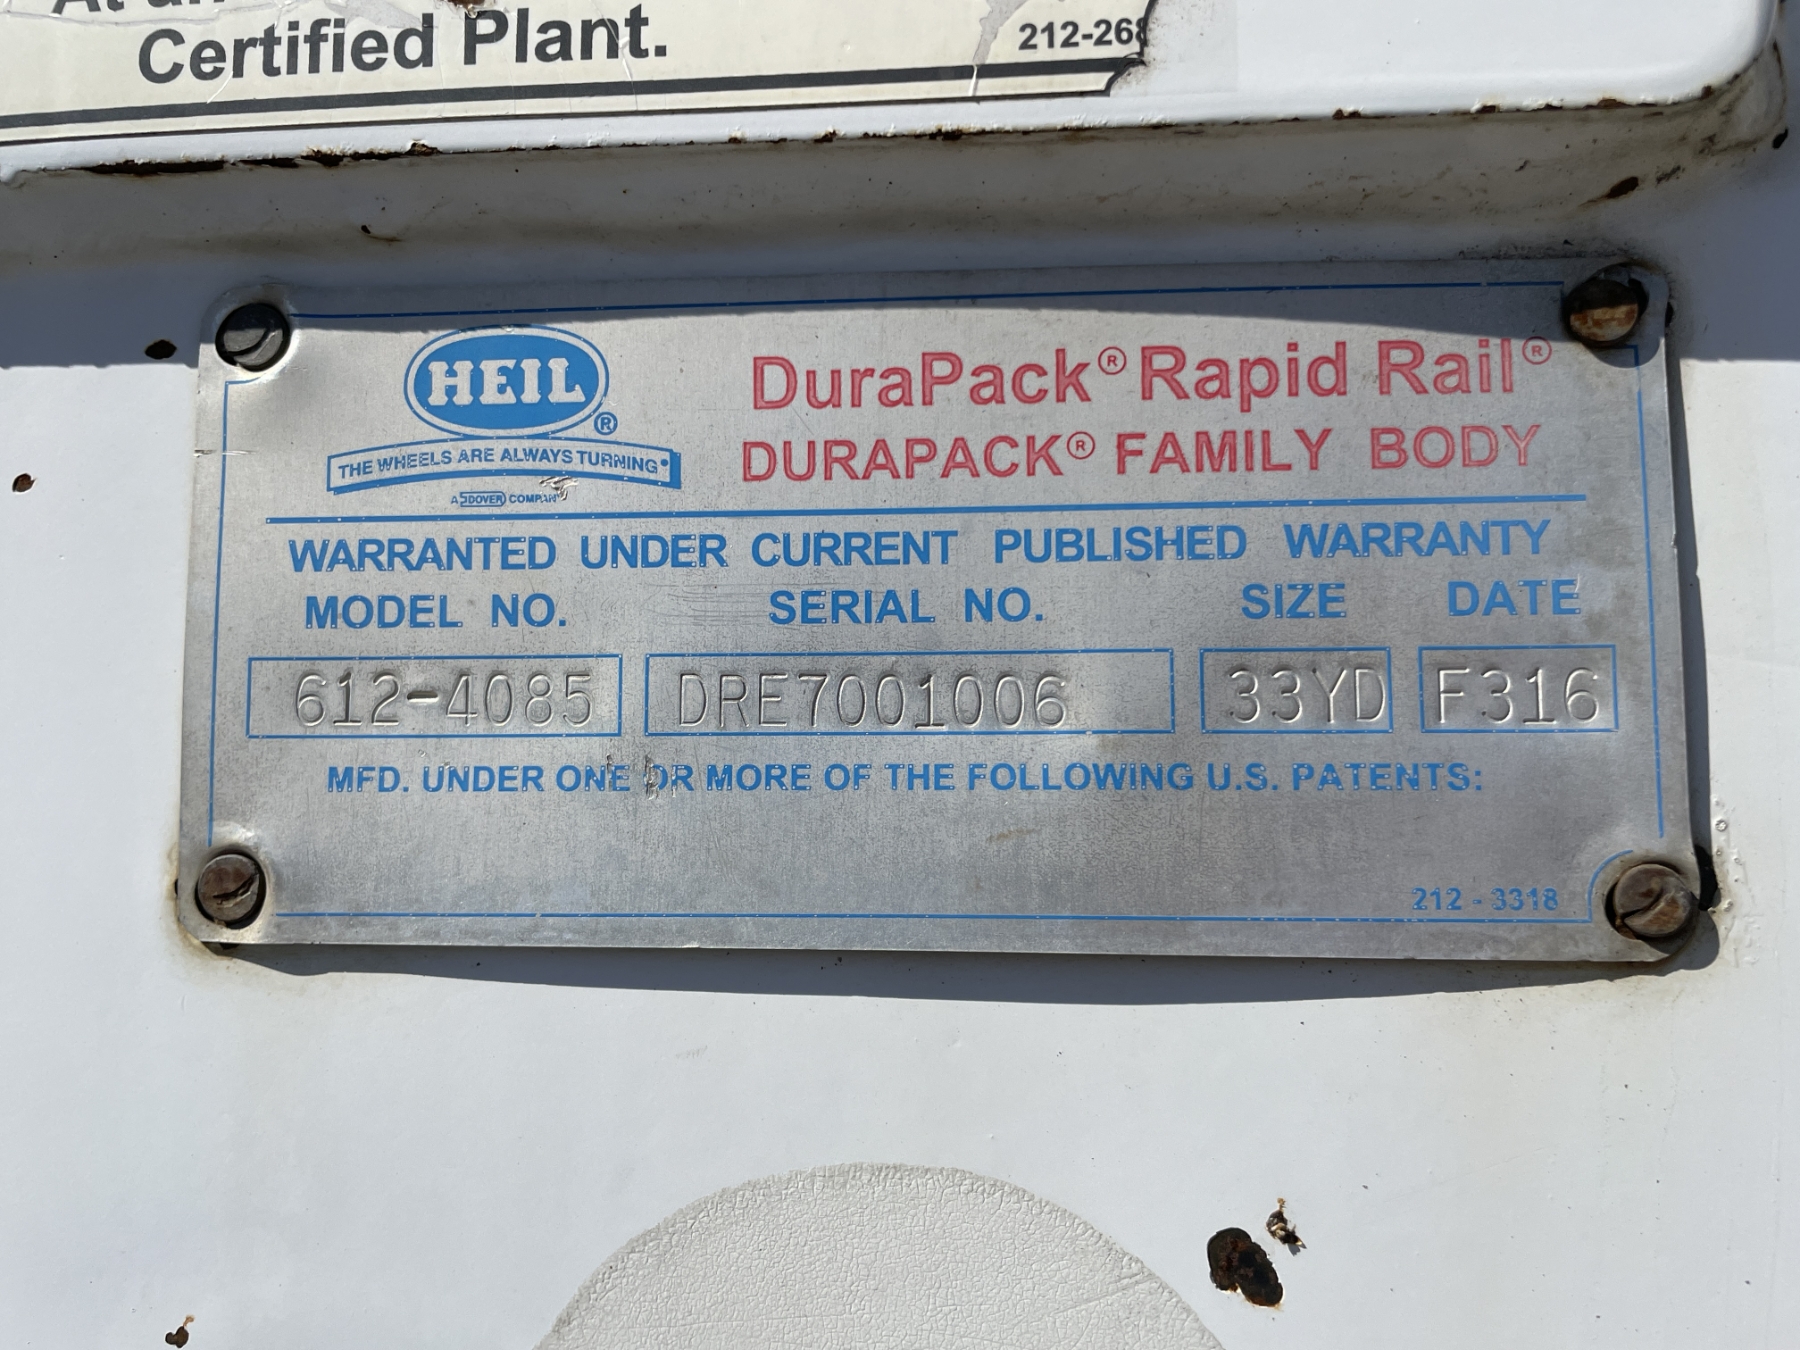 Certified Plant.
212-268
HEIL®
THE WHEELS ARE ALWAYS TURNING®
A DOVER COMPANY
DuraPack® Rapid Rail®
DURAPACK® FAMILY BODY
WARRANTED UNDER CURRENT PUBLISHED WARRANTY
MODEL NO. SERIAL NO. SIZE DATE
612-4085 DRE7001006 33YD F316
MFD. UNDER ONE OR MORE OF THE FOLLOWING U.S. PATENTS:
212 - 3318